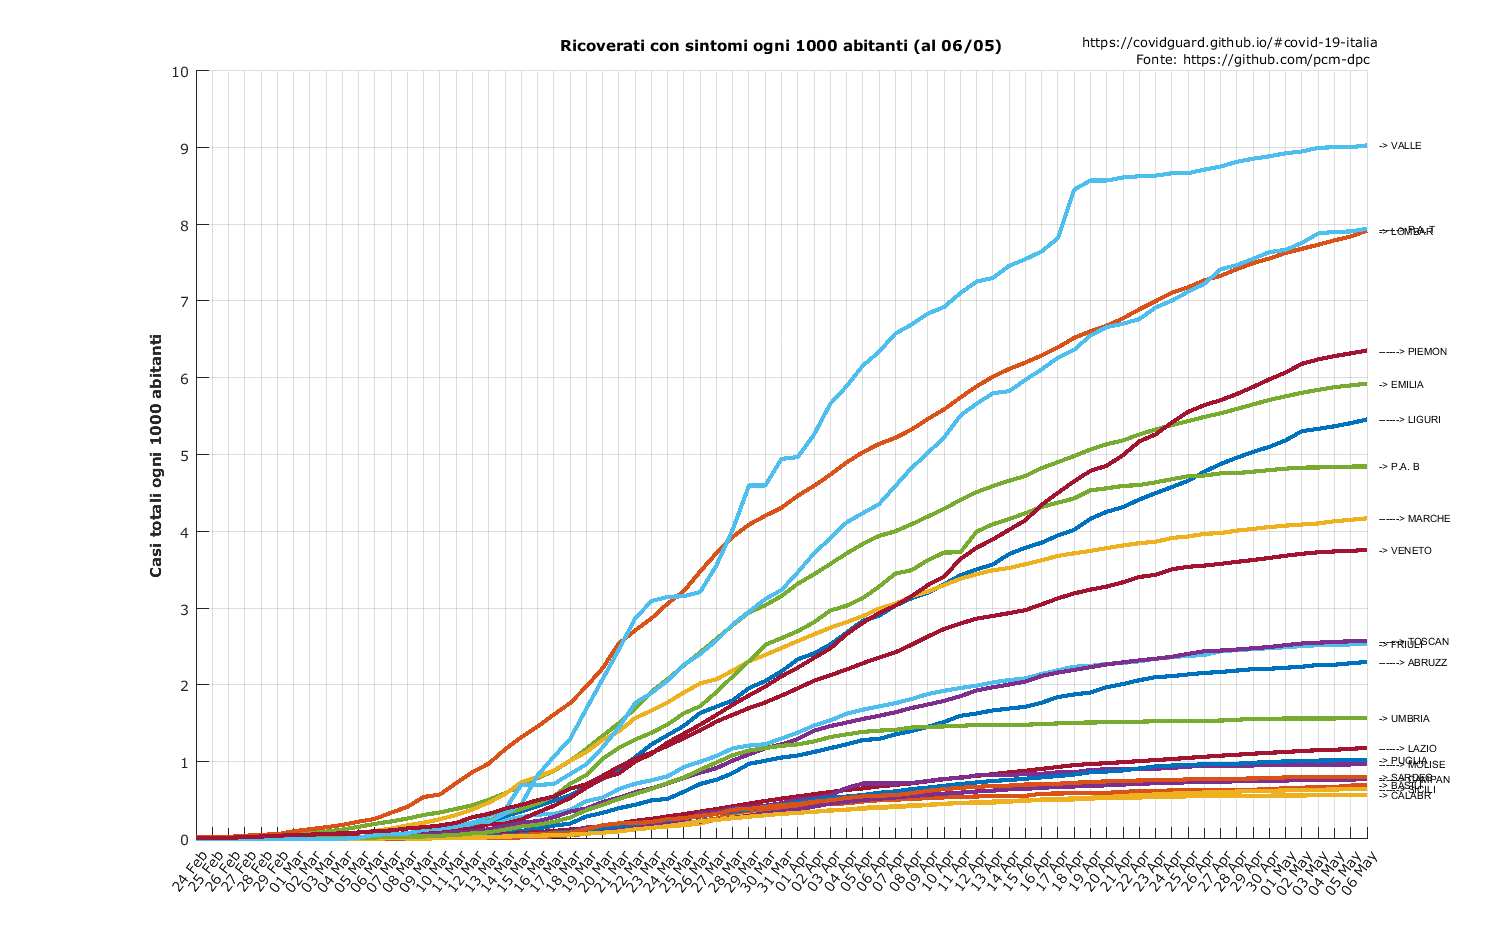 Ricoverati con sintomi ogni 1000 abitanti (al 06/05)
https://covidguard.github.io/#covid-19-italia
Fonte: https://github.com/pcm-dpc
Casi totali ogni 1000 abitanti
10
9
8
7
6
5
4
3
2
1
0
-> VALLE
-> LOMBAR
-----> P.A. T
------> PIEMON
-> EMILIA
------> LIGURI
-> P.A. B
------> MARCHE
-> VENETO
------> TOSCAN
-> FRIULI
------> ABRUZZ
-> UMBRIA
------> LAZIO
-> PUGLIA
------> MOLISE
-> SARDEG
-> CALABR
24 Feb
25 Feb
26 Feb
27 Feb
28 Feb
29 Feb
01 Mar
02 Mar
03 Mar
04 Mar
05 Mar
06 Mar
07 Mar
08 Mar
09 Mar
10 Mar
11 Mar
12 Mar
13 Mar
14 Mar
15 Mar
16 Mar
17 Mar
18 Mar
19 Mar
20 Mar
21 Mar
22 Mar
23 Mar
24 Mar
25 Mar
26 Mar
27 Mar
28 Mar
29 Mar
30 Mar
31 Mar
01 Apr
02 Apr
03 Apr
04 Apr
05 Apr
06 Apr
07 Apr
08 Apr
09 Apr
10 Apr
11 Apr
12 Apr
13 Apr
14 Apr
15 Apr
16 Apr
17 Apr
18 Apr
19 Apr
20 Apr
21 Apr
22 Apr
23 Apr
24 Apr
25 Apr
26 Apr
27 Apr
28 Apr
29 Apr
30 Apr
01 May
02 May
03 May
04 May
05 May
06 May